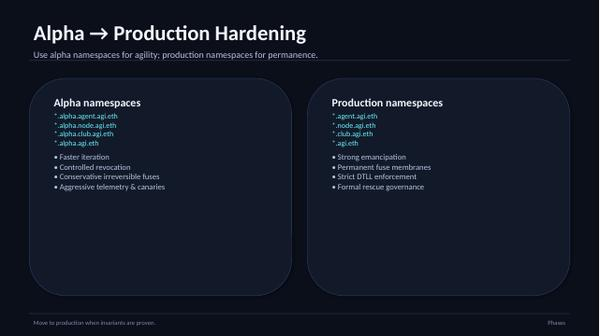 Alpha → Production Hardening
Use alpha namespaces for agility; production namespaces for permanence.
Alpha namespaces
*.alpha.agent.agi.eth
*.alpha.node.agi.eth
*.alpha.club.agi.eth
*.alpha.agi.eth
• Faster iteration
• Controlled revocation
• Conservative irreversible fuses
• Aggressive telemetry & canaries
Production namespaces
*.agent.agi.eth
*.node.agi.eth
*.club.agi.eth
*.agi.eth
• Strong emancipation
• Permanent fuse membranes
• Strict DTLL enforcement
• Formal rescue governance
Move to production when invariants are proven.
Phases